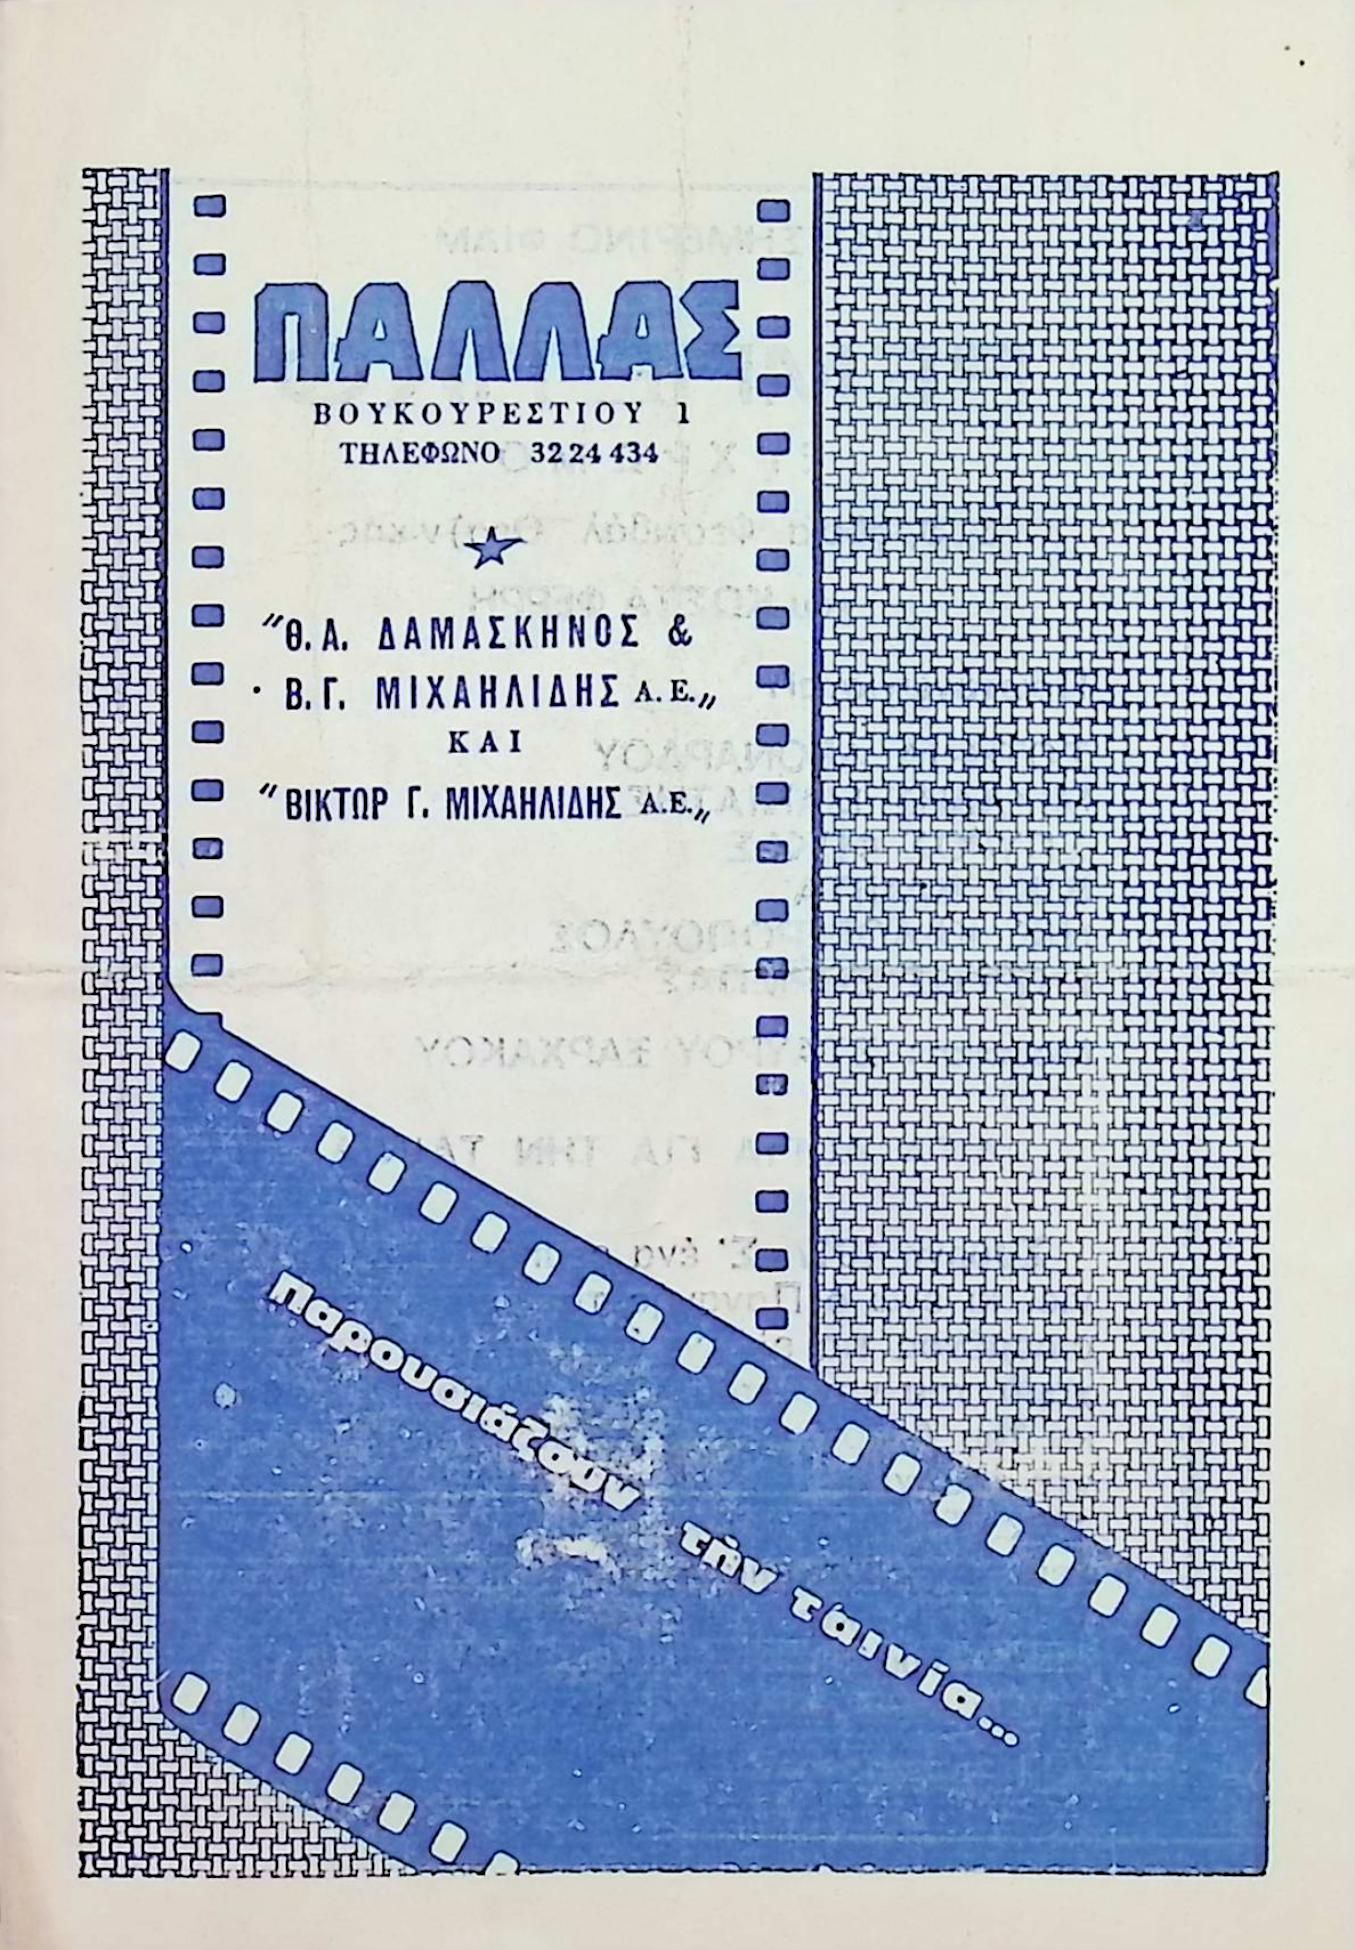 ΠΑΛΛΑΣ
ΒΟΥΚΟΥΡΕΣΤΙΟΥ 1
ΤΗΛΕΦΩΝΟ 32 24 434
"Θ. Α. ΔΑΜΑΣΚΗΝΟΣ &
Β. Γ. ΜΙΧΑΗΛΙΔΗΣ Α. Ε.„
ΚΑΙ
"ΒΙΚΤΩΡ Γ. ΜΙΧΑΗΛΙΔΗΣ Α.Ε.„
Παρουσιάζουν τὴν ταινία...